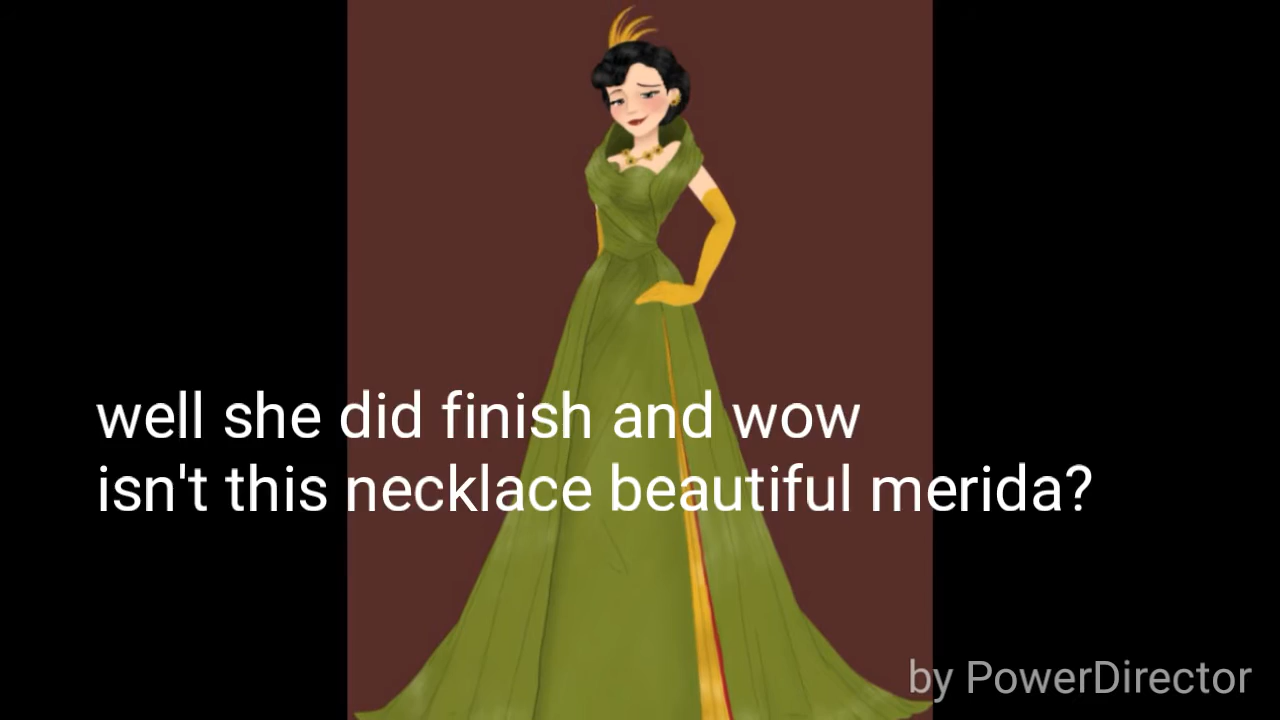 well she did finish and wow
isn't this necklace beautiful merida?
by PowerDirector